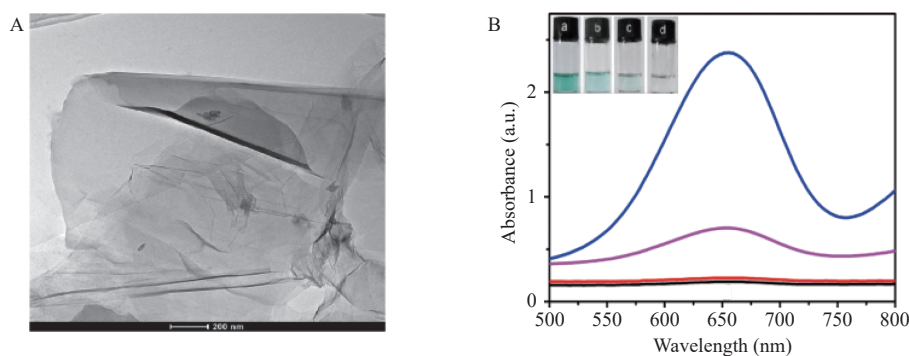 A
200 nm
B
a b c d
2
1
0
Absorbance (a.u.)
500 550 600 650 700 750 800
Wavelength (nm)